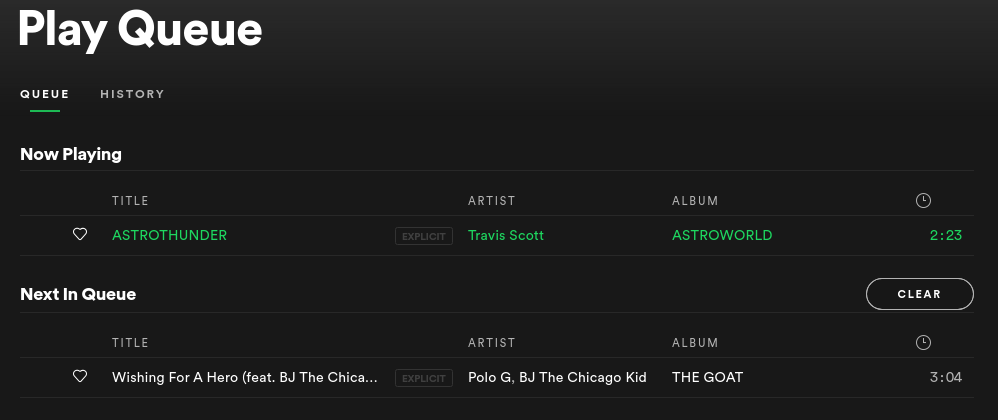 Play Queue
QUEUE HISTORY
Now Playing
TITLE ARTIST ALBUM
ASTROTHUNDER EXPLICIT Travis Scott ASTROWORLD 2:23
Next In Queue CLEAR
TITLE ARTIST ALBUM
Wishing For A Hero (feat. BJ The Chica... EXPLICIT Polo G, BJ The Chicago Kid THE GOAT 3:04